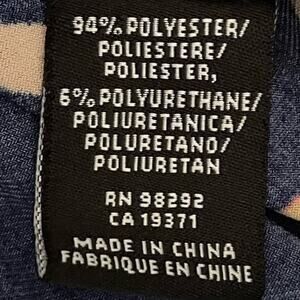 94% POLYESTER/
POLIESTERE/
POLIESTER,
6% POLYURETHANE/
POLIURETANICA/
POLURETANO/
POLIURETAN
RN 98292
CA 19371
MADE IN CHINA
FABRIQUE EN CHINE